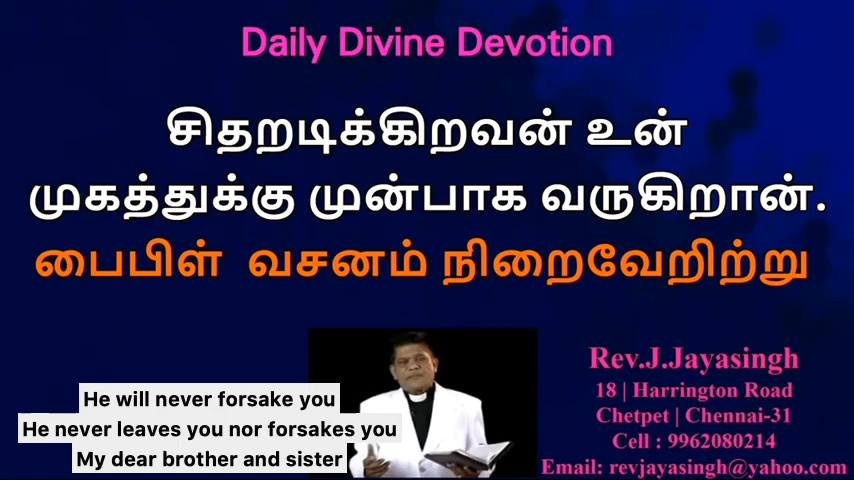 Daily Divine Devotion
சிதறடிக்கிறவன் உன்
முகத்துக்கு முன்பாக வருகிறான்.
பைபிள் வசனம் நிறைவேறிற்று
Rev.J.Jayasingh
18 | Harrington Road
Chetpet | Chennai-31
Cell : 9962080214
Email: revjayasingh@yahoo.com
He will never forsake you
He never leaves you nor forsakes you
My dear brother and sister